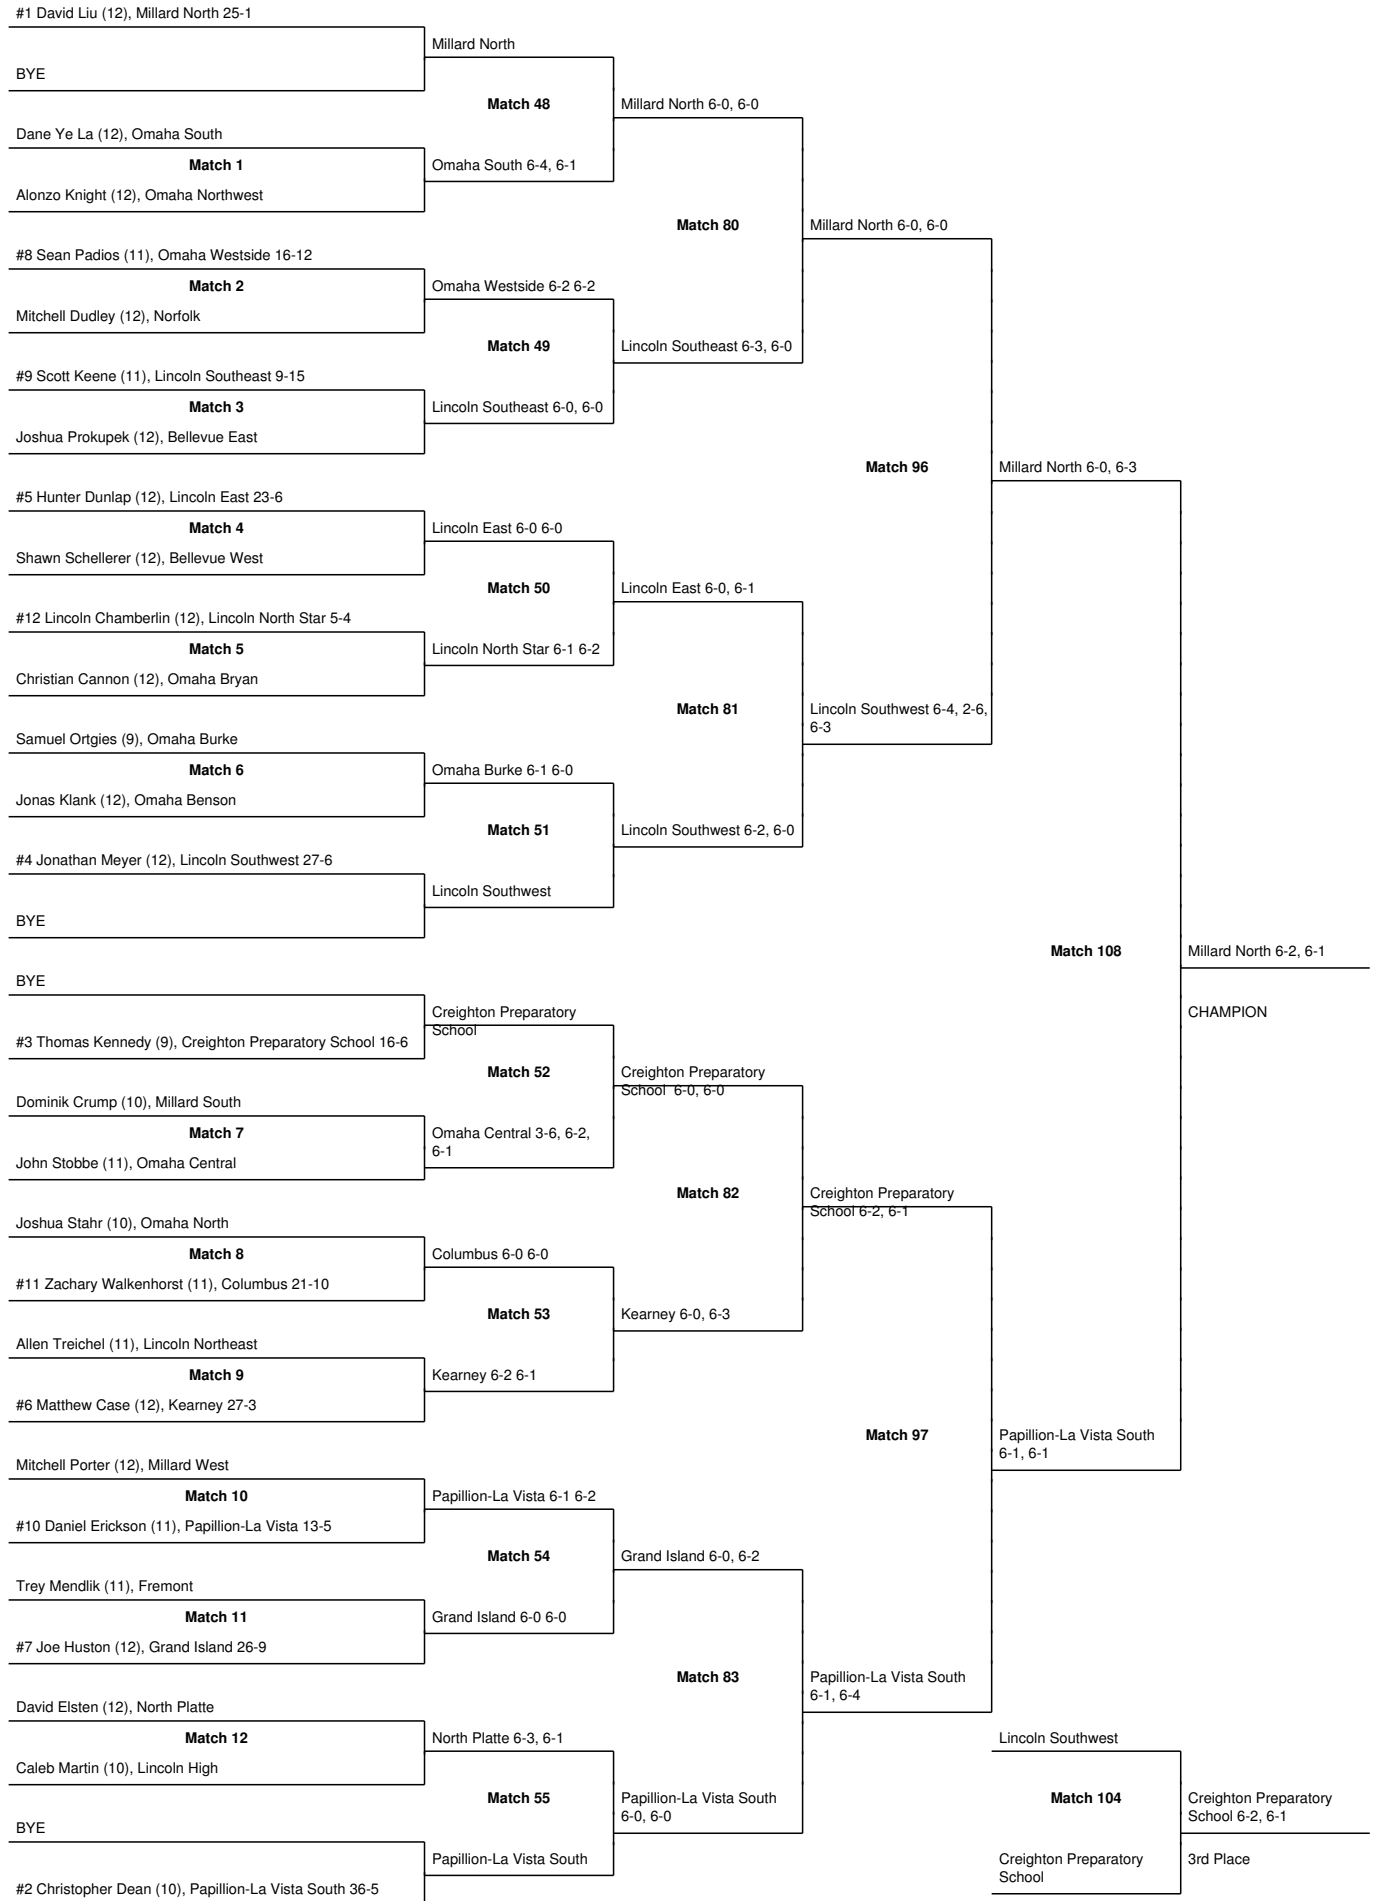 #1 David Liu (12), Millard North 25-1
Millard North
BYE
Match 48
Millard North 6-0, 6-0
Dane Ye La (12), Omaha South
Match 1
Omaha South 6-4, 6-1
Alonzo Knight (12), Omaha Northwest
Match 80
Millard North 6-0, 6-0
#8 Sean Padios (11), Omaha Westside 16-12
Match 2
Omaha Westside 6-2 6-2
Mitchell Dudley (12), Norfolk
Match 49
Lincoln Southeast 6-3, 6-0
#9 Scott Keene (11), Lincoln Southeast 9-15
Match 3
Lincoln Southeast 6-0, 6-0
Joshua Prokupek (12), Bellevue East
Match 96
Millard North 6-0, 6-3
#5 Hunter Dunlap (12), Lincoln East 23-6
Match 4
Lincoln East 6-0 6-0
Shawn Schellerer (12), Bellevue West
Match 50
Lincoln East 6-0, 6-1
#12 Lincoln Chamberlin (12), Lincoln North Star 5-4
Match 5
Lincoln North Star 6-1 6-2
Christian Cannon (12), Omaha Bryan
Match 81
Lincoln Southwest 6-4, 2-6,
6-3
Samuel Ortgies (9), Omaha Burke
Match 6
Omaha Burke 6-1 6-0
Jonas Klank (12), Omaha Benson
Match 51
Lincoln Southwest 6-2, 6-0
#4 Jonathan Meyer (12), Lincoln Southwest 27-6
Lincoln Southwest
BYE
Match 108
Millard North 6-2, 6-1
BYE
CHAMPION
Creighton Preparatory
School
#3 Thomas Kennedy (9), Creighton Preparatory School 16-6
Match 52
Creighton Preparatory
School 6-0, 6-0
Dominik Crump (10), Millard South
Match 7
Omaha Central 3-6, 6-2,
6-1
John Stobbe (11), Omaha Central
Match 82
Creighton Preparatory
School 6-2, 6-1
Joshua Stahr (10), Omaha North
Match 8
Columbus 6-0 6-0
#11 Zachary Walkenhorst (11), Columbus 21-10
Match 53
Kearney 6-0, 6-3
Allen Treichel (11), Lincoln Northeast
Match 9
Kearney 6-2 6-1
#6 Matthew Case (12), Kearney 27-3
Match 97
Papillion-La Vista South
6-1, 6-1
Mitchell Porter (12), Millard West
Match 10
Papillion-La Vista 6-1 6-2
#10 Daniel Erickson (11), Papillion-La Vista 13-5
Match 54
Grand Island 6-0, 6-2
Trey Mendlik (11), Fremont
Match 11
Grand Island 6-0 6-0
#7 Joe Huston (12), Grand Island 26-9
Match 83
Papillion-La Vista South
6-1, 6-4
David Elsten (12), North Platte
Match 12
North Platte 6-3, 6-1
Lincoln Southwest
Caleb Martin (10), Lincoln High
Match 55
Papillion-La Vista South
6-0, 6-0
Match 104
Creighton Preparatory
School 6-2, 6-1
BYE
Papillion-La Vista South
Creighton Preparatory
School
3rd Place
#2 Christopher Dean (10), Papillion-La Vista South 36-5